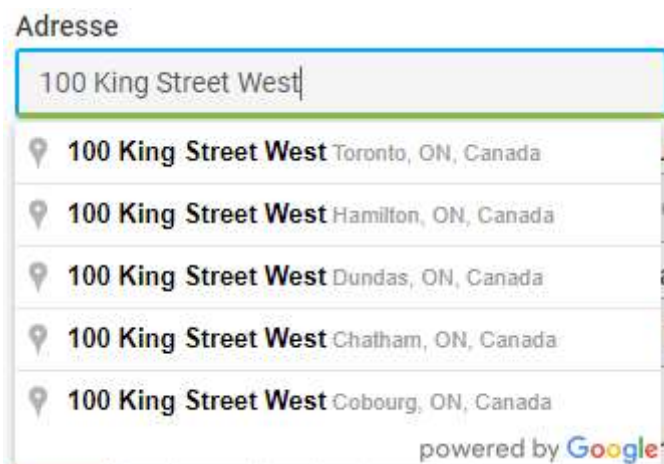 Adresse
100 King Street West
100 King Street West Toronto, ON, Canada
100 King Street West Hamilton, ON, Canada
100 King Street West Dundas, ON, Canada
100 King Street West Chatham, ON, Canada
100 King Street West Cobourg, ON, Canada
powered by Google